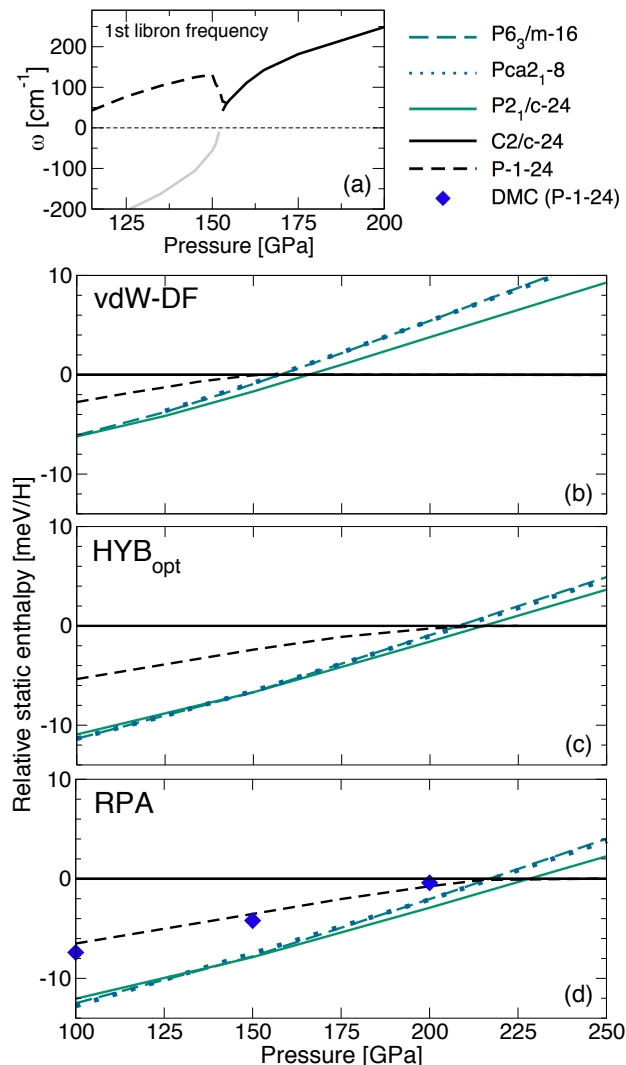 1st libron frequency
ω [cm⁻¹]
200
100
0
-100
-200
125
150
175
200
Pressure [GPa]
(a)
P6₃/m-16
Pca2₁-8
P2₁/c-24
C2/c-24
P-1-24
DMC (P-1-24)
Relative static enthalpy [meV/H]
10
vdW-DF
0
-10
(b)
10
HYBₒₚₜ
0
-10
(c)
10
RPA
0
-10
(d)
100
125
150
175
200
225
250
Pressure [GPa]